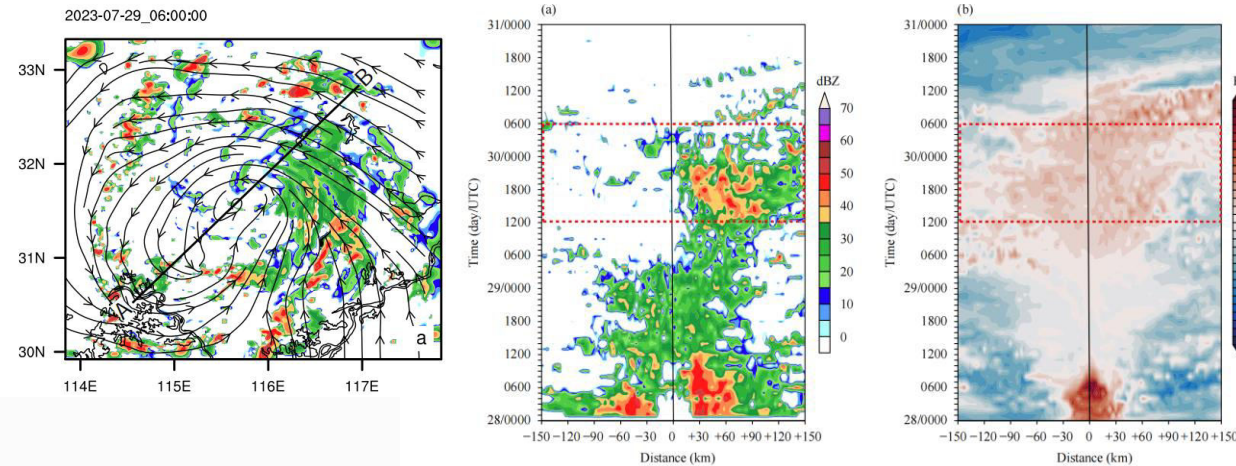 2023-07-29_06:00:00
33N
32N
31N
30N
114E 115E 116E 117E
A
B
a
(a)
Time (day/UTC)
31/0000
1800
1200
0600
30/0000
1800
1200
0600
29/0000
1800
1200
0600
28/0000
−150 −120 −90 −60 −30 0 +30 +60 +90 +120 +150
Distance (km)
dBZ
70
60
50
40
30
20
10
0
(b)
Time (day/UTC)
31/0000
1800
1200
0600
30/0000
1800
1200
0600
29/0000
1800
1200
0600
28/0000
−150 −120 −90 −60 −30 0 +30 +60 +90 +120 +150
Distance (km)